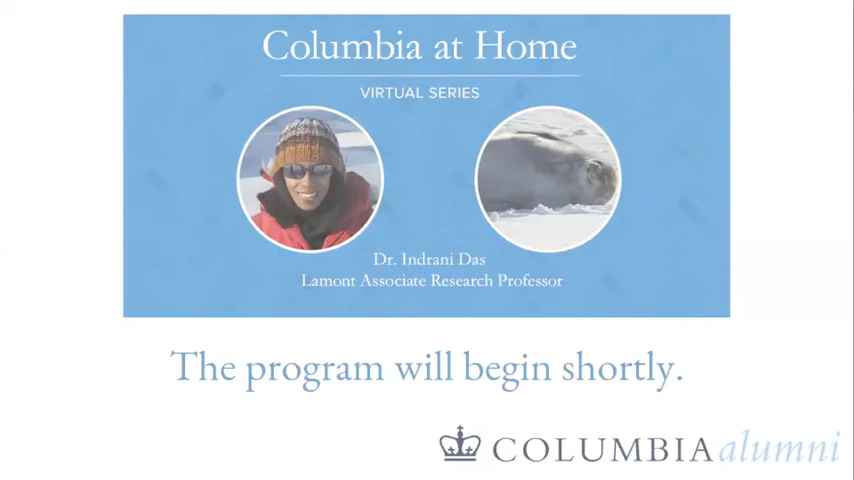 Columbia at Home
VIRTUAL SERIES
Dr. Indrani Das
Lamont Associate Research Professor
The program will begin shortly.
COLUMBIA alumni